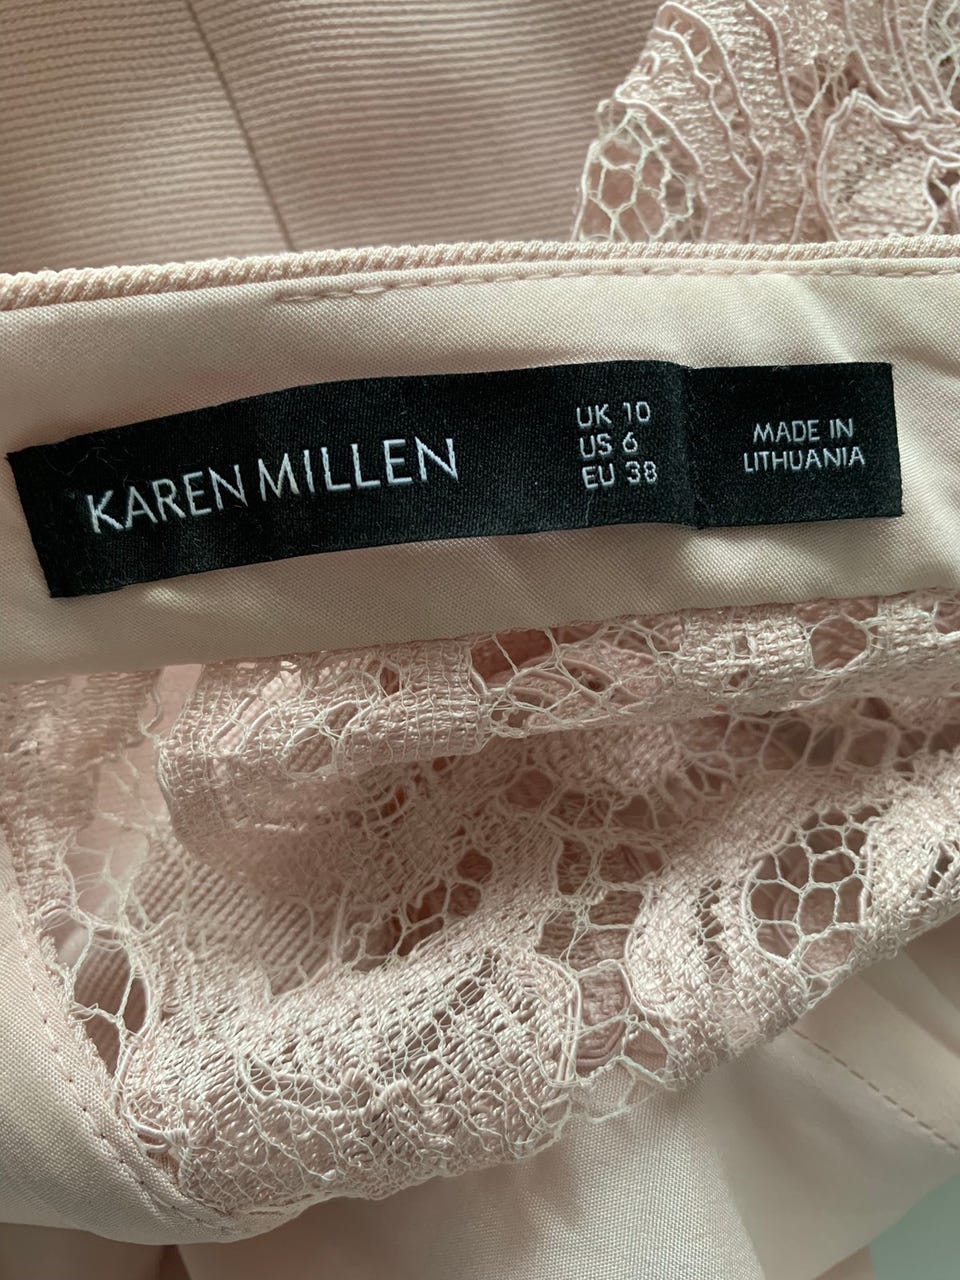 KAREN MILLEN
UK 10
US 6
EU 38
MADE IN
LITHUANIA